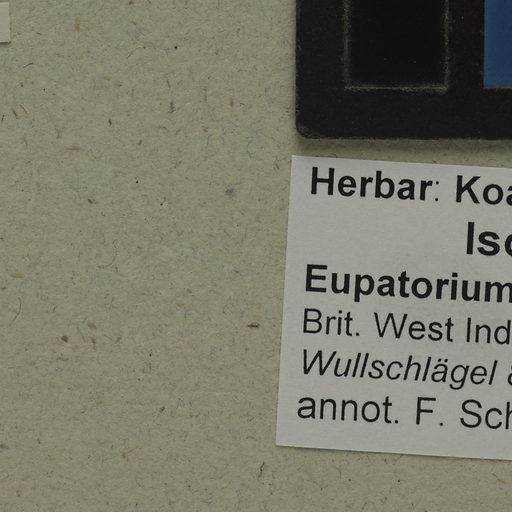 Herbar: Koa
Iso
Eupatorium
Brit. West Ind
Wullschlägel &
annot. F. Sch